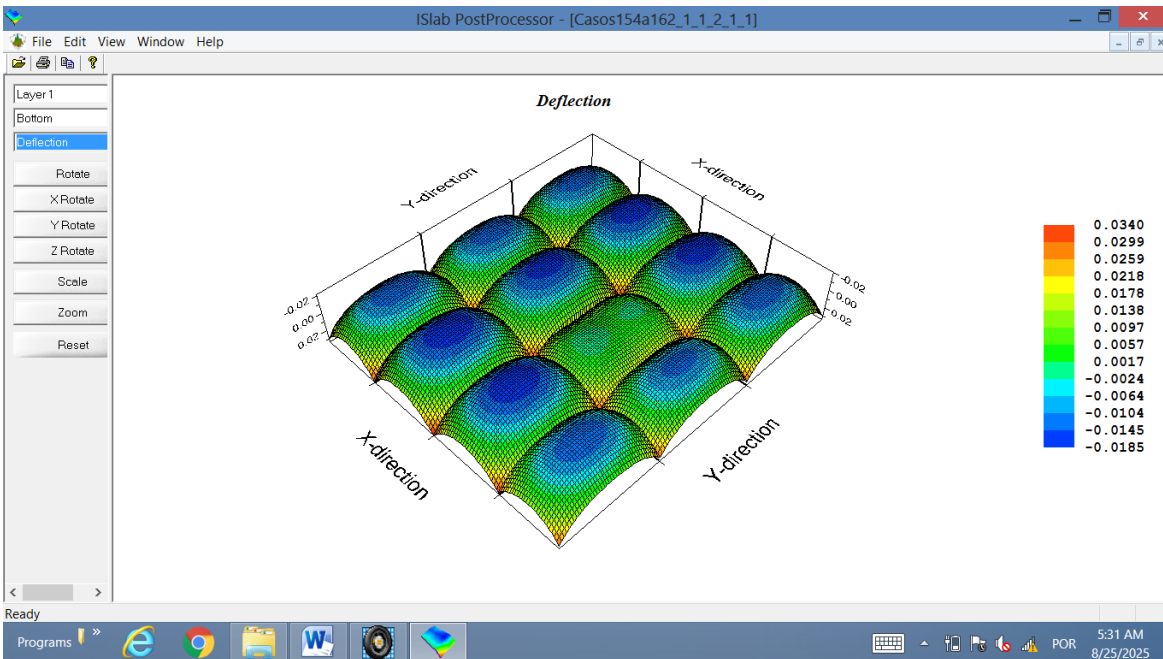 ISlab PostProcessor - [Casos154a162_1_1_2_1_1]
File Edit View Window Help
Layer 1
Bottom
Deflection
Rotate
X Rotate
Y Rotate
Z Rotate
Scale
Zoom
Reset
Deflection
Y-direction
X-direction
-0.02
0.00
0.02
-0.02
0.00
0.02
X-direction
Y-direction
0.0340
0.0299
0.0259
0.0218
0.0178
0.0138
0.0097
0.0057
0.0017
-0.0024
-0.0064
-0.0104
-0.0145
-0.0185
Ready
Programs
POR
5:31 AM
8/25/2025